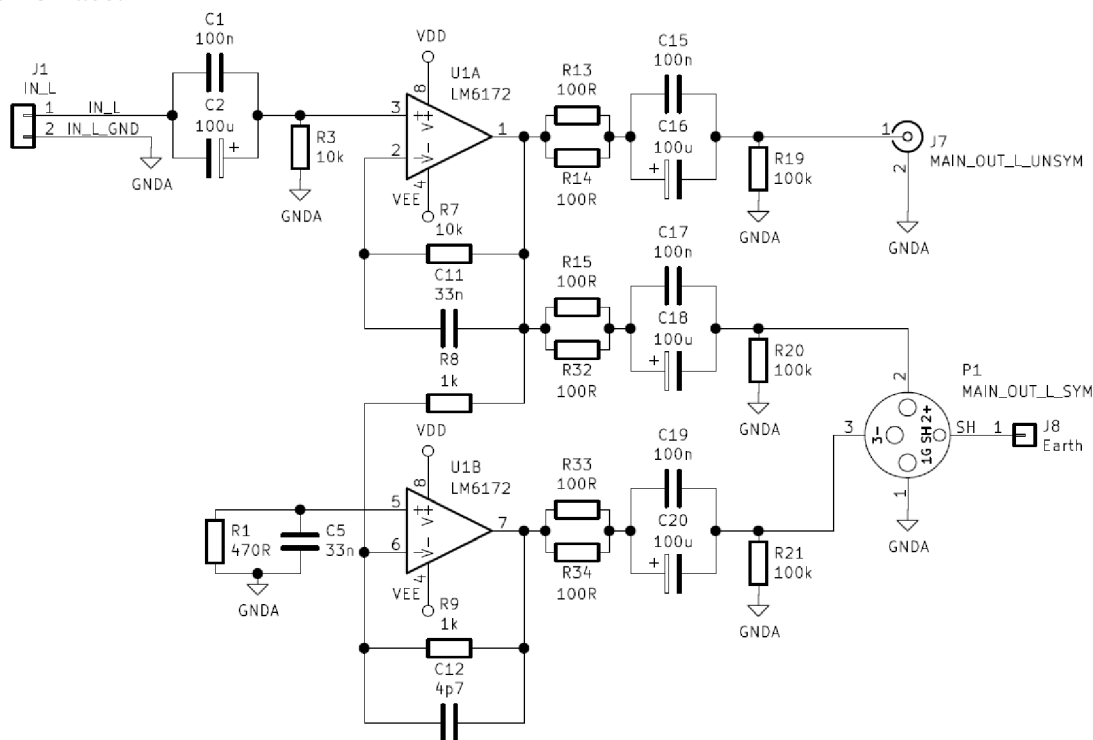 C1
100n
J1
IN_L
1
IN_L
2
IN_L_GND
GNDA
C2
100u
+
R3
10k
GNDA
VDD
8
U1A
LM6172
3
V+
+
2
V-
-
1
4
VEE
R7
10k
C11
33n
R8
1k
R13
100R
R14
100R
C15
100n
C16
100u
+
R19
100k
GNDA
1
2
J7
MAIN_OUT_L_UNSYM
GNDA
R15
100R
R32
100R
C17
100n
C18
100u
+
R20
100k
GNDA
2
P1
MAIN_OUT_L_SYM
3
3-
2+
SH
1G
SH
1
J8
Earth
1
GNDA
VDD
8
U1B
LM6172
5
V+
+
6
V-
-
7
4
VEE
R1
470R
C5
33n
GNDA
R9
1k
C12
4p7
R33
100R
R34
100R
C19
100n
C20
100u
+
R21
100k
GNDA